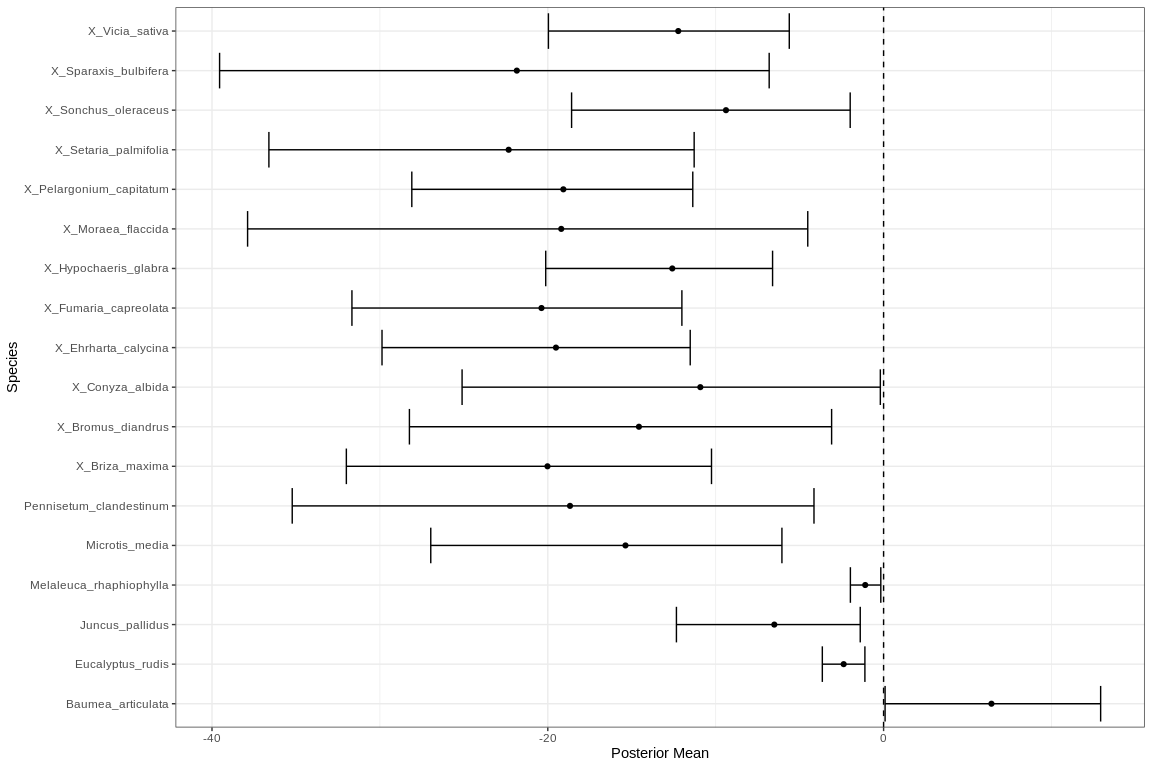 X_Vicia_sativa
X_Sparaxis_bulbifera
X_Sonchus_oleraceus
X_Setaria_palmifolia
X_Pelargonium_capitatum
X_Moraea_flaccida
X_Hypochaeris_glabra
X_Fumaria_capreolata
X_Ehrharta_calycina
X_Conyza_albida
X_Bromus_diandrus
X_Briza_maxima
Pennisetum_clandestinum
Microtis_media
Melaleuca_rhaphiophylla
Juncus_pallidus
Eucalyptus_rudis
Baumea_articulata
Species
-40 -20 0
Posterior Mean